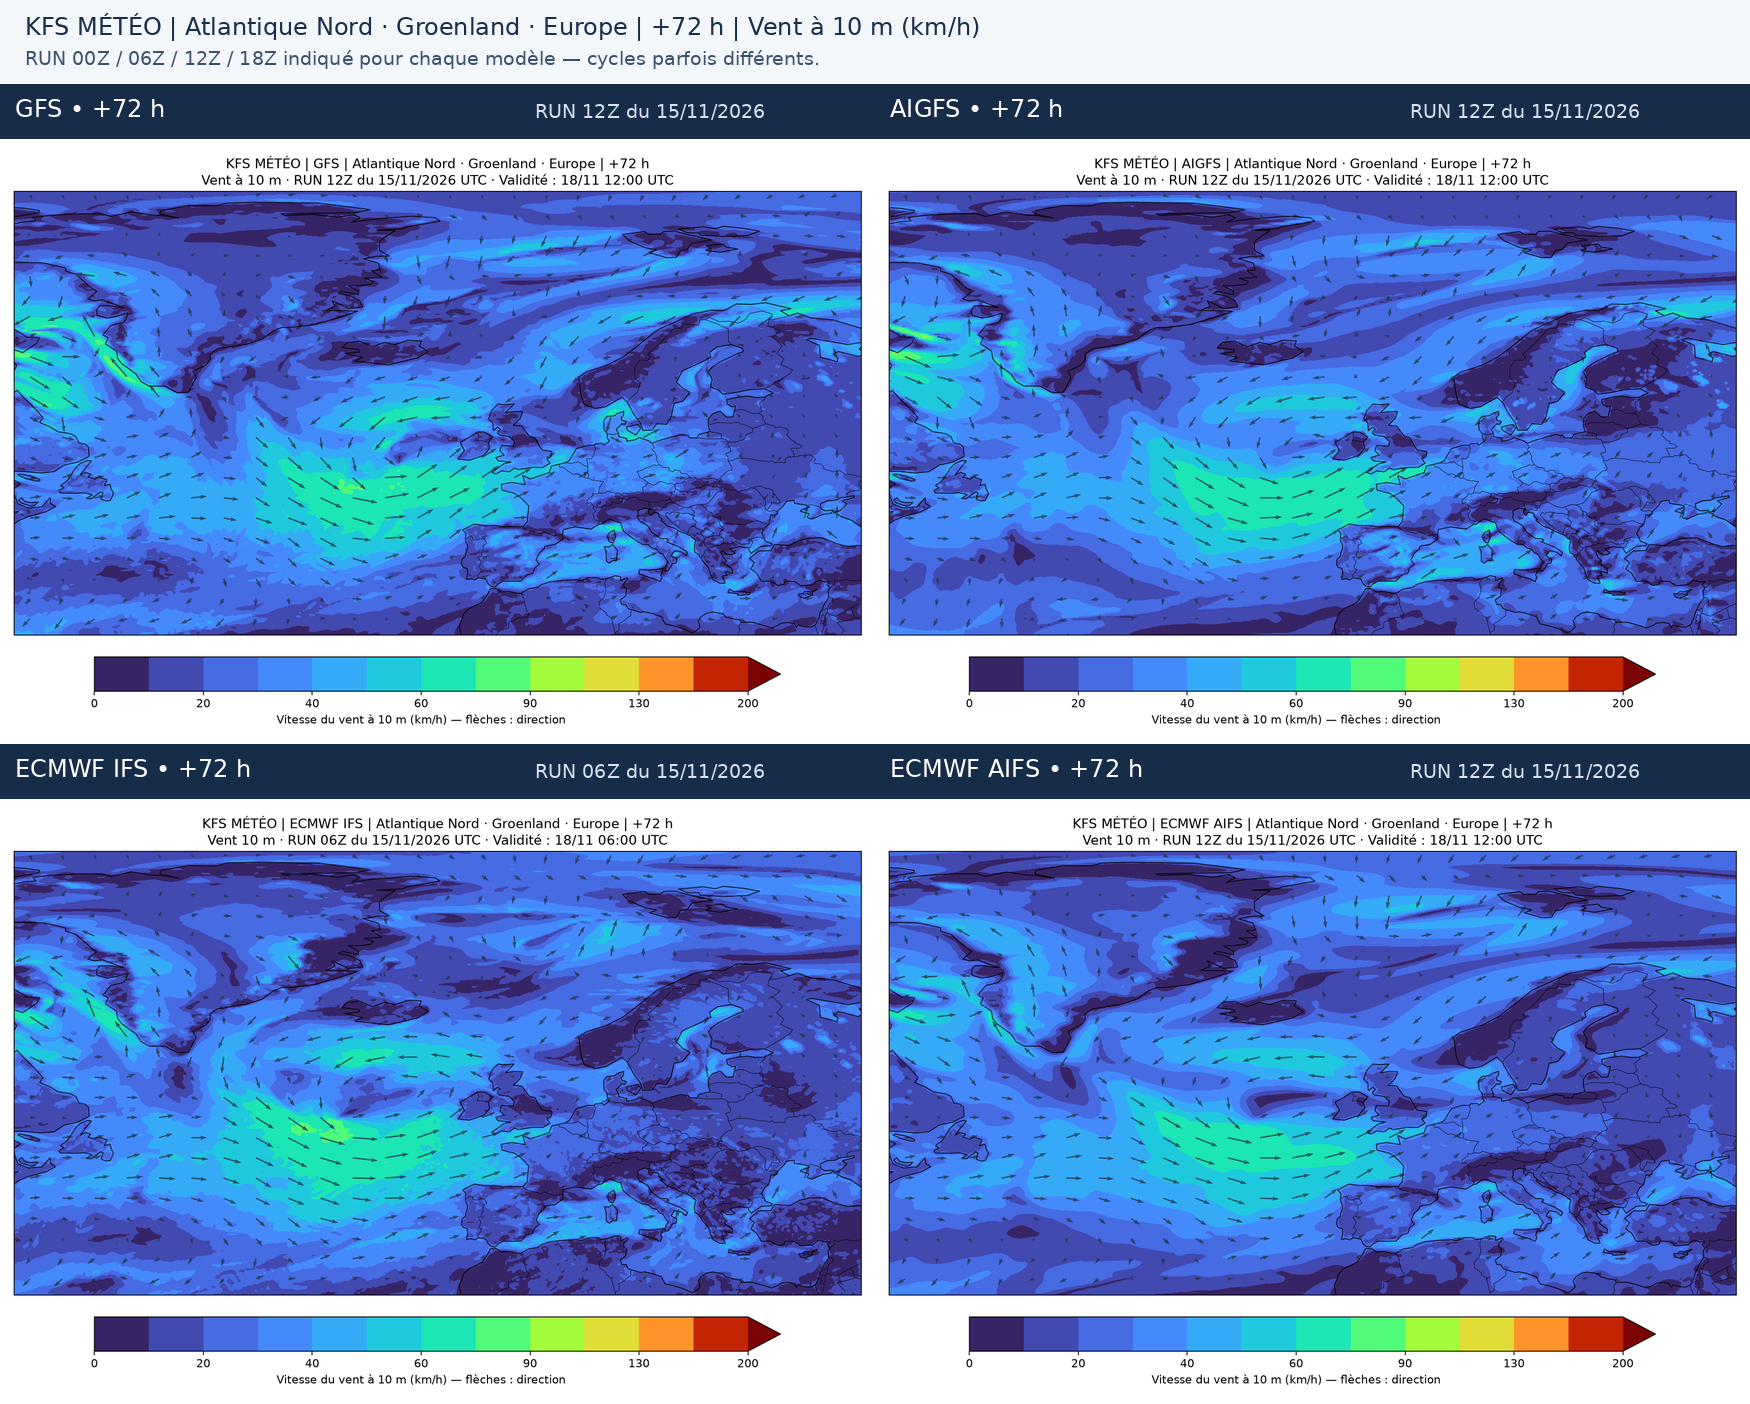 KFS MÉTÉO | Atlantique Nord · Groenland · Europe | +72 h | Vent à 10 m (km/h)
RUN 00Z / 06Z / 12Z / 18Z indiqué pour chaque modèle — cycles parfois différents.
GFS • +72 h
RUN 12Z du 15/11/2026
KFS MÉTÉO | GFS | Atlantique Nord · Groenland · Europe | +72 h
Vent à 10 m · RUN 12Z du 15/11/2026 UTC · Validité : 18/11 12:00 UTC
0 20 40 60 90 130 200
Vitesse du vent à 10 m (km/h) — flèches : direction
AIGFS • +72 h
RUN 12Z du 15/11/2026
KFS MÉTÉO | AIGFS | Atlantique Nord · Groenland · Europe | +72 h
Vent à 10 m · RUN 12Z du 15/11/2026 UTC · Validité : 18/11 12:00 UTC
0 20 40 60 90 130 200
Vitesse du vent à 10 m (km/h) — flèches : direction
ECMWF IFS • +72 h
RUN 06Z du 15/11/2026
KFS MÉTÉO | ECMWF IFS | Atlantique Nord · Groenland · Europe | +72 h
Vent 10 m · RUN 06Z du 15/11/2026 UTC · Validité : 18/11 06:00 UTC
0 20 40 60 90 130 200
Vitesse du vent à 10 m (km/h) — flèches : direction
ECMWF AIFS • +72 h
RUN 12Z du 15/11/2026
KFS MÉTÉO | ECMWF AIFS | Atlantique Nord · Groenland · Europe | +72 h
Vent 10 m · RUN 12Z du 15/11/2026 UTC · Validité : 18/11 12:00 UTC
0 20 40 60 90 130 200
Vitesse du vent à 10 m (km/h) — flèches : direction